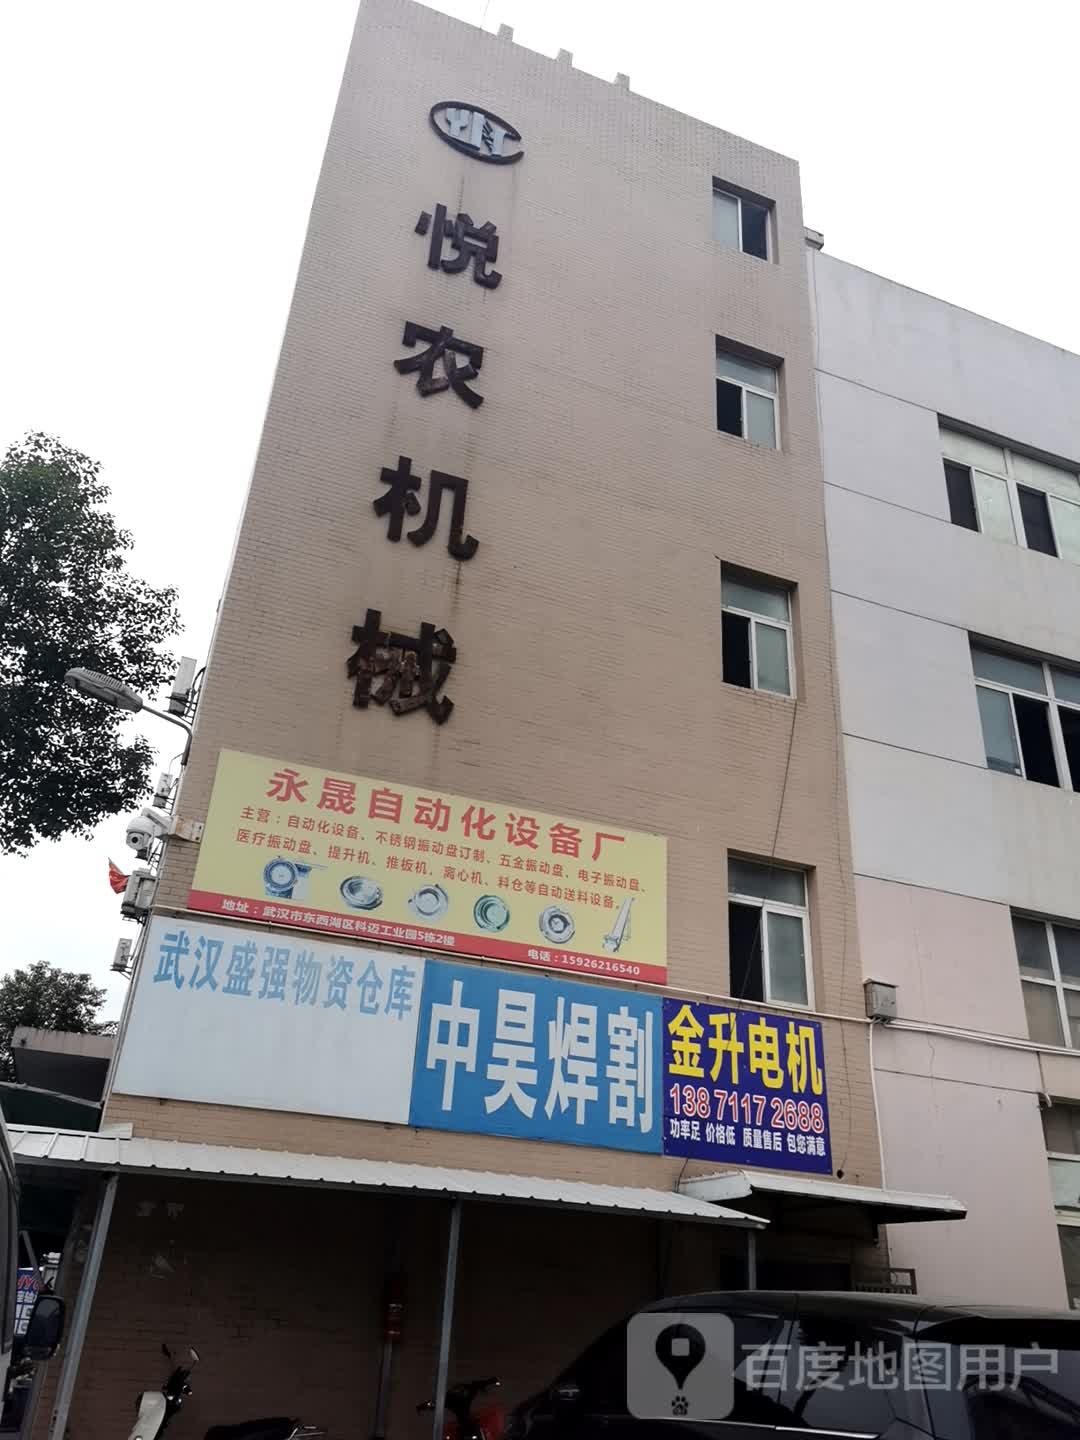 悦农机械
永晟自动化设备厂
主营：自动化设备、不锈钢振动盘订制、五金振动盘、电子振动盘、
医疗振动盘、提升机、推板机，离心机、料仓等自动送料设备。
地址：武汉市东西湖区科迈工业园5栋2楼
电话：15926216540
武汉盛强物资仓库
中昊焊割
金升电机
138 7117 2688
功率足 价格低 质量售后 包您满意
百度地图用户